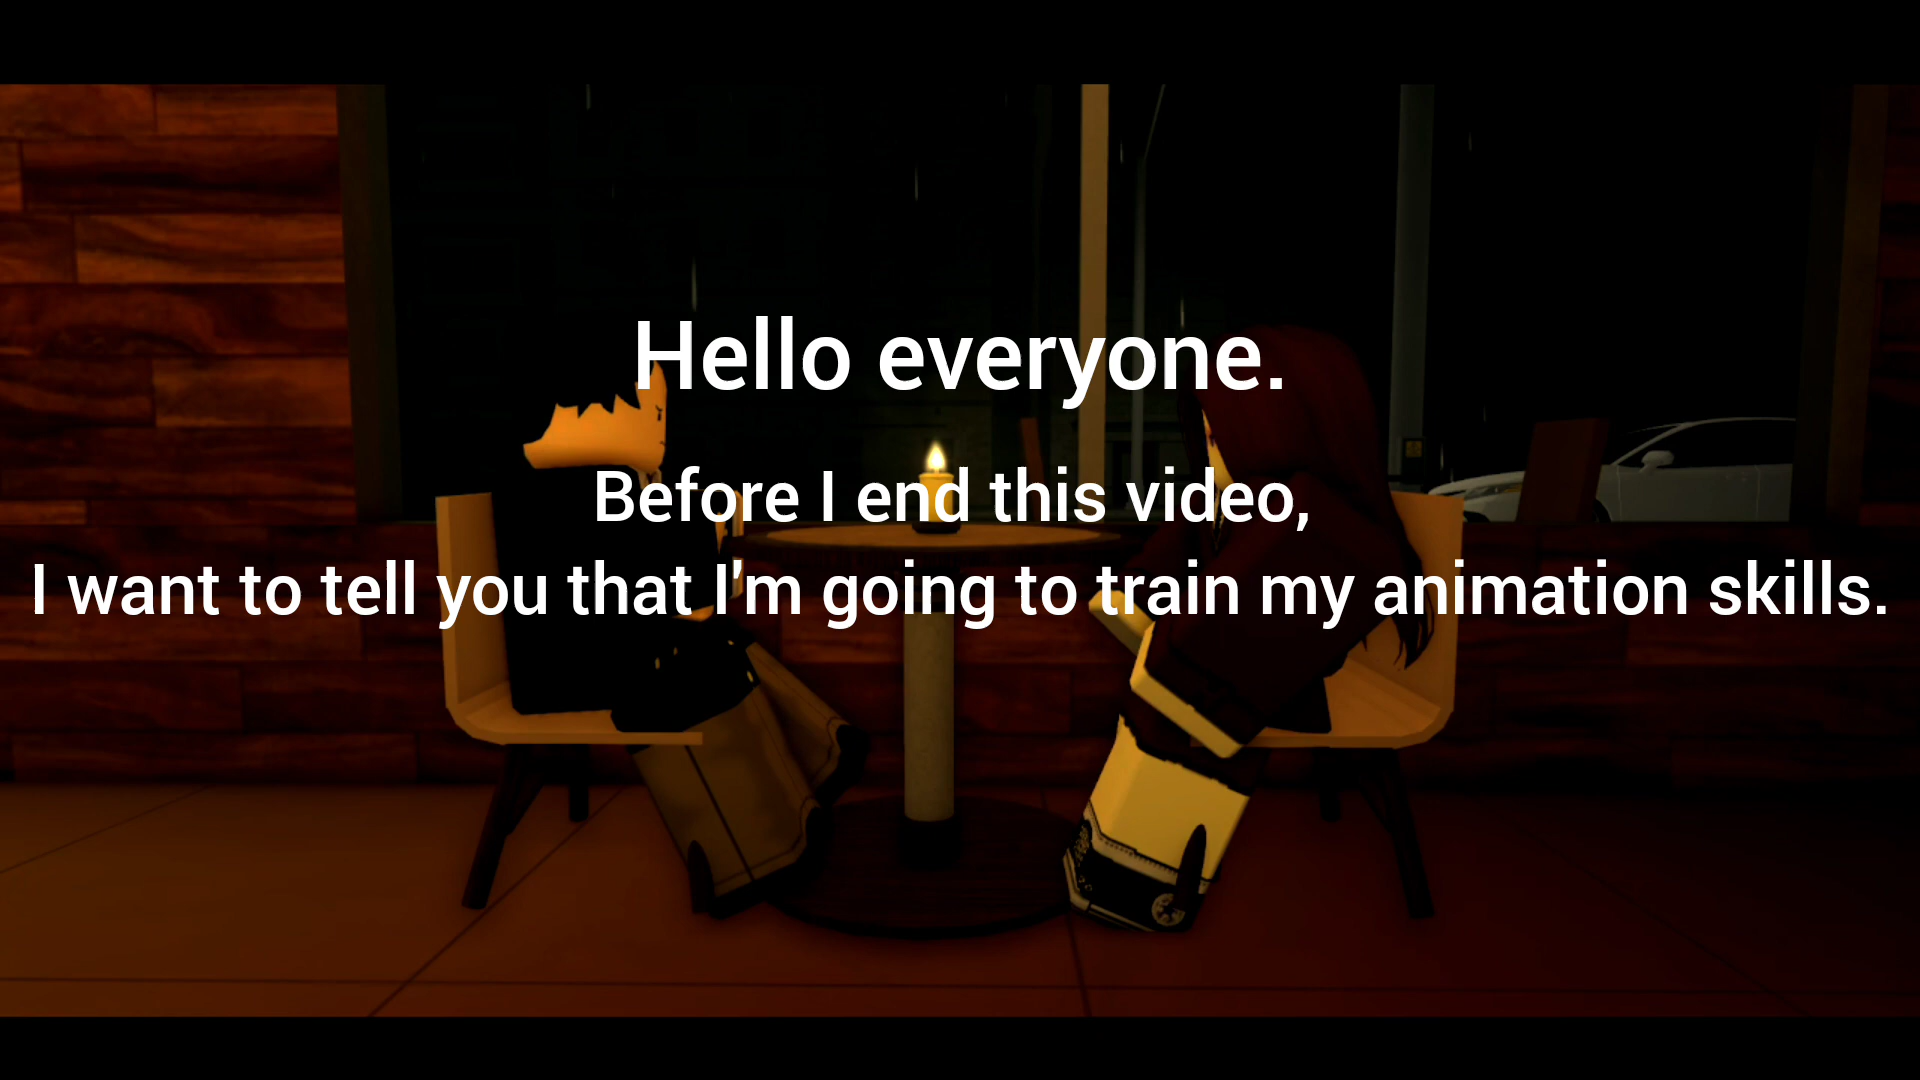 Hello everyone.
Before I end this video,
I want to tell you that I'm going to train my animation skills.